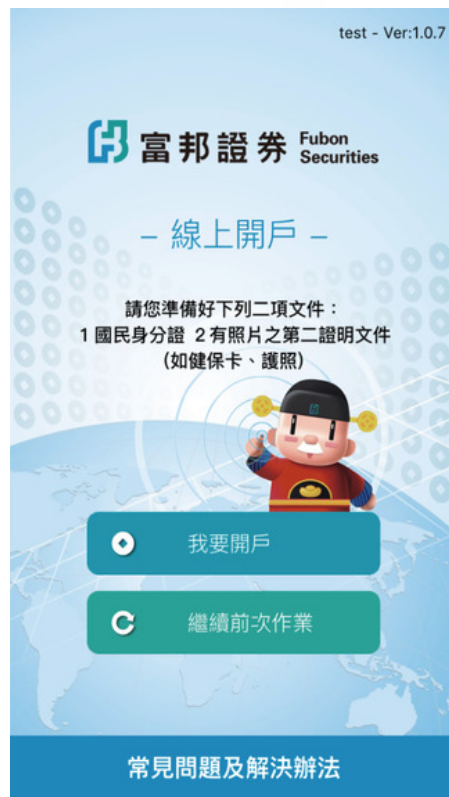 test - Ver:1.0.7
富邦證券 Fubon Securities
– 線上開戶 –
請您準備好下列二項文件：
1 國民身分證 2 有照片之第二證明文件
(如健保卡、護照)
我要開戶
繼續前次作業
常見問題及解決辦法